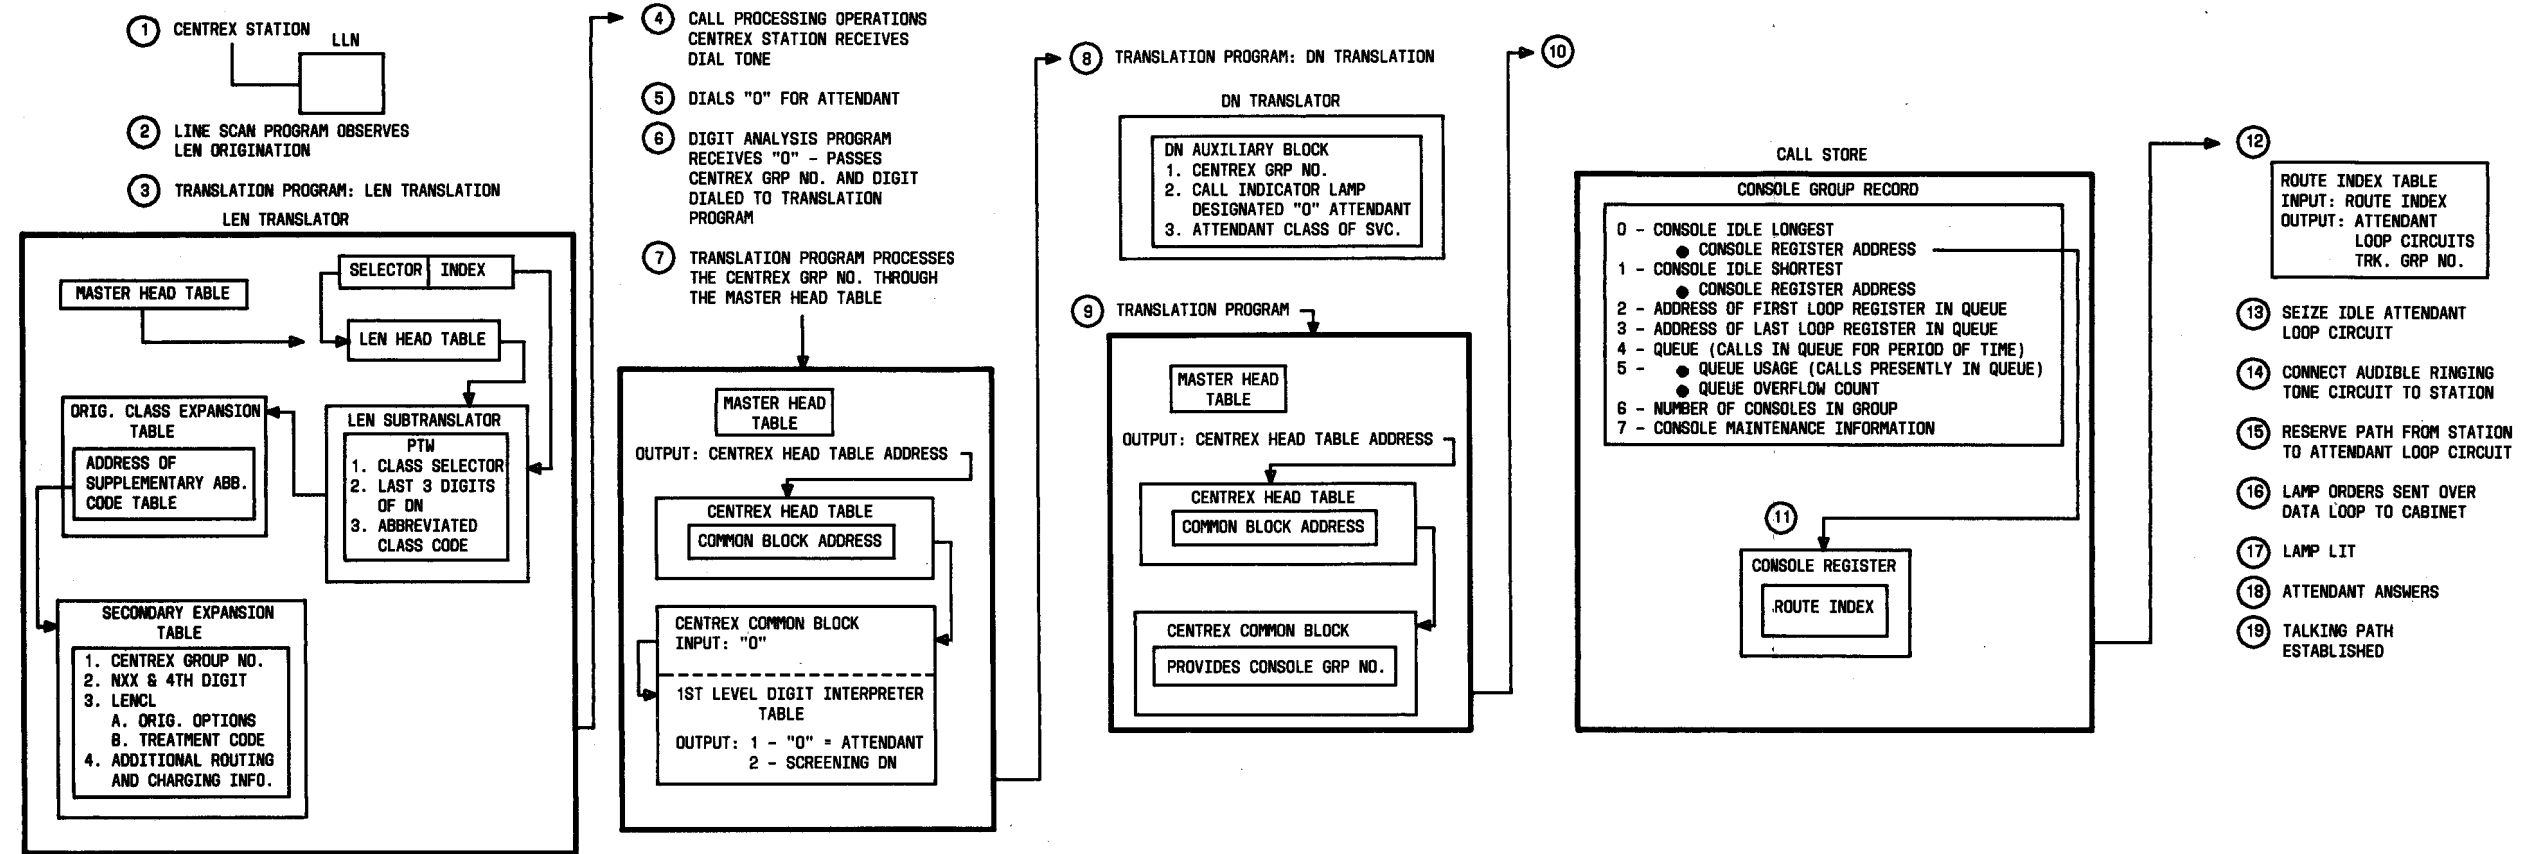 1 CENTREX STATION
LLN
2 LINE SCAN PROGRAM OBSERVES
LEN ORIGINATION
3 TRANSLATION PROGRAM: LEN TRANSLATION
LEN TRANSLATOR
SELECTOR INDEX
MASTER HEAD TABLE
LEN HEAD TABLE
ORIG. CLASS EXPANSION
TABLE
ADDRESS OF
SUPPLEMENTARY ABB.
CODE TABLE
LEN SUBTRANSLATOR
PTW
1. CLASS SELECTOR
2. LAST 3 DIGITS
OF DN
3. ABBREVIATED
CLASS CODE
SECONDARY EXPANSION
TABLE
1. CENTREX GROUP NO.
2. NXX & 4TH DIGIT
3. LENCL
A. ORIG. OPTIONS
B. TREATMENT CODE
4. ADDITIONAL ROUTING
AND CHARGING INFO.
4 CALL PROCESSING OPERATIONS
CENTREX STATION RECEIVES
DIAL TONE
5 DIALS "0" FOR ATTENDANT
6 DIGIT ANALYSIS PROGRAM
RECEIVES "0" - PASSES
CENTREX GRP NO. AND DIGIT
DIALED TO TRANSLATION
PROGRAM
7 TRANSLATION PROGRAM PROCESSES
THE CENTREX GRP NO. THROUGH
THE MASTER HEAD TABLE
MASTER HEAD
TABLE
OUTPUT: CENTREX HEAD TABLE ADDRESS
CENTREX HEAD TABLE
COMMON BLOCK ADDRESS
CENTREX COMMON BLOCK
INPUT: "0"
1ST LEVEL DIGIT INTERPRETER
TABLE
OUTPUT: 1 - "0" = ATTENDANT
2 - SCREENING DN
8 TRANSLATION PROGRAM: DN TRANSLATION
DN TRANSLATOR
DN AUXILIARY BLOCK
1. CENTREX GRP NO.
2. CALL INDICATOR LAMP
DESIGNATED "0" ATTENDANT
3. ATTENDANT CLASS OF SVC.
9 TRANSLATION PROGRAM
MASTER HEAD
TABLE
OUTPUT: CENTREX HEAD TABLE ADDRESS
CENTREX HEAD TABLE
COMMON BLOCK ADDRESS
CENTREX COMMON BLOCK
PROVIDES CONSOLE GRP NO.
10
CALL STORE
CONSOLE GROUP RECORD
0 - CONSOLE IDLE LONGEST
● CONSOLE REGISTER ADDRESS
1 - CONSOLE IDLE SHORTEST
● CONSOLE REGISTER ADDRESS
2 - ADDRESS OF FIRST LOOP REGISTER IN QUEUE
3 - ADDRESS OF LAST LOOP REGISTER IN QUEUE
4 - QUEUE (CALLS IN QUEUE FOR PERIOD OF TIME)
5 - ● QUEUE USAGE (CALLS PRESENTLY IN QUEUE)
● QUEUE OVERFLOW COUNT
6 - NUMBER OF CONSOLES IN GROUP
7 - CONSOLE MAINTENANCE INFORMATION
11
CONSOLE REGISTER
ROUTE INDEX
12
ROUTE INDEX TABLE
INPUT: ROUTE INDEX
OUTPUT: ATTENDANT
LOOP CIRCUITS
TRK. GRP NO.
13 SEIZE IDLE ATTENDANT
LOOP CIRCUIT
14 CONNECT AUDIBLE RINGING
TONE CIRCUIT TO STATION
15 RESERVE PATH FROM STATION
TO ATTENDANT LOOP CIRCUIT
16 LAMP ORDERS SENT OVER
DATA LOOP TO CABINET
17 LAMP LIT
18 ATTENDANT ANSWERS
19 TALKING PATH
ESTABLISHED